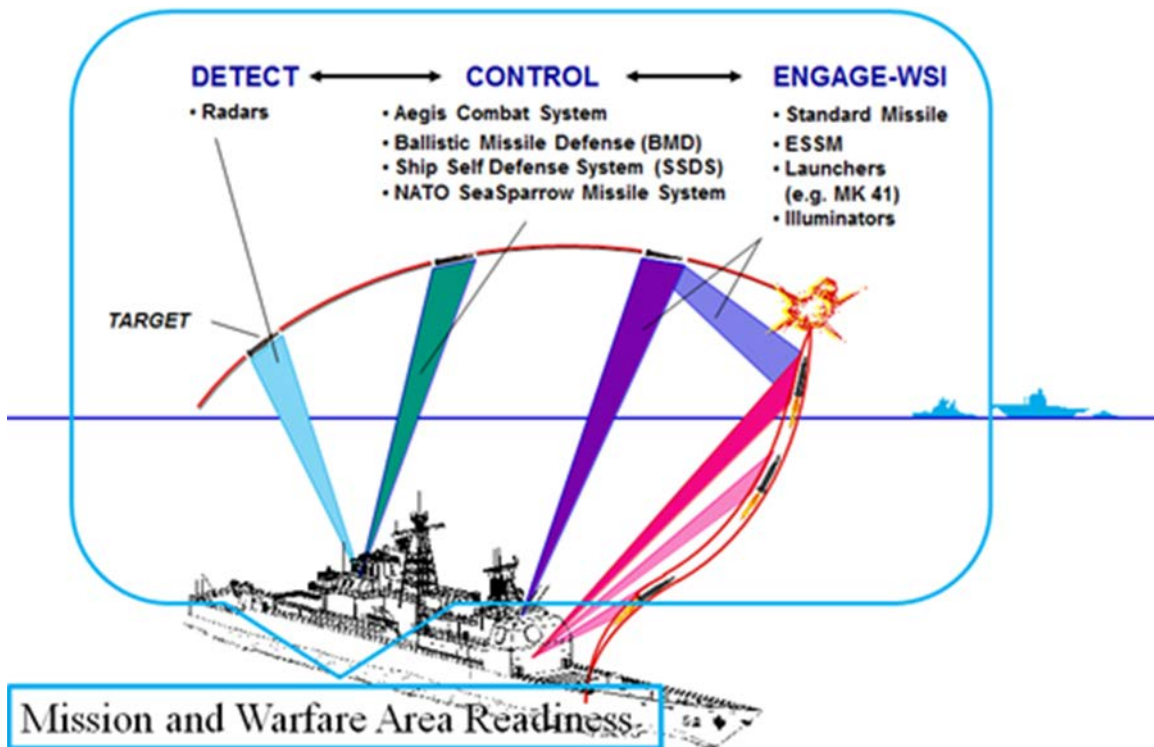 DETECT CONTROL ENGAGE-WSI
• Radars
• Aegis Combat System
• Ballistic Missile Defense (BMD)
• Ship Self Defense System (SSDS)
• NATO SeaSparrow Missile System
• Standard Missile
• ESSM
• Launchers
(e.g. MK 41)
• Illuminators
TARGET
Mission and Warfare Area Readiness